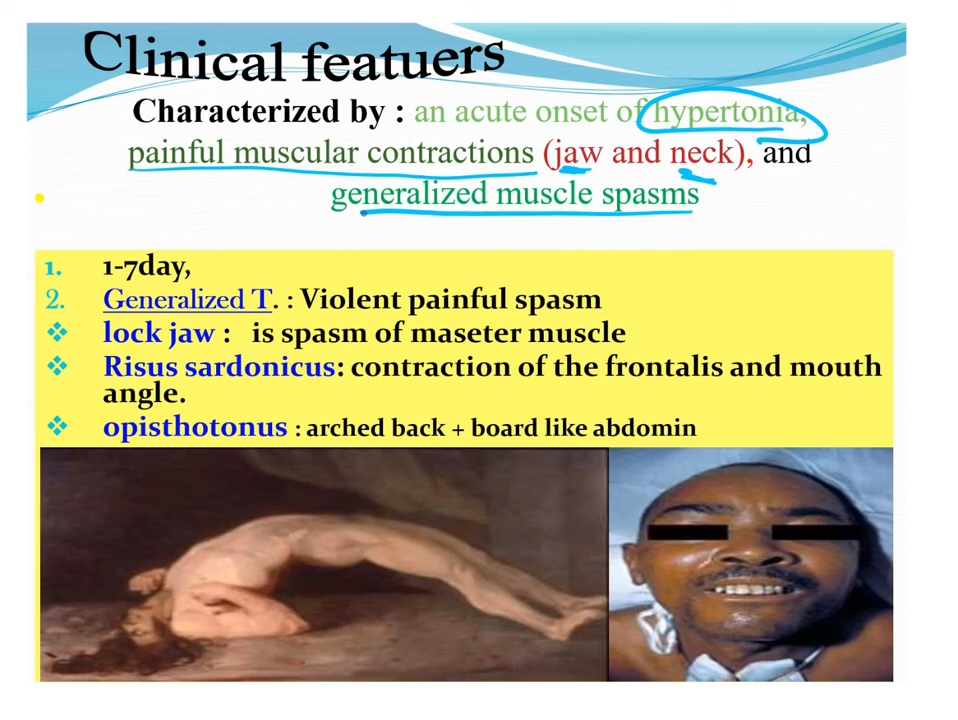 Clinical featuers
Characterized by : an acute onset of hypertonia,
painful muscular contractions (jaw and neck), and
generalized muscle spasms
1. 1-7day,
2. Generalized T. : Violent painful spasm
❖ lock jaw : is spasm of maseter muscle
❖ Risus sardonicus: contraction of the frontalis and mouth
angle.
❖ opisthotonus : arched back + board like abdomin